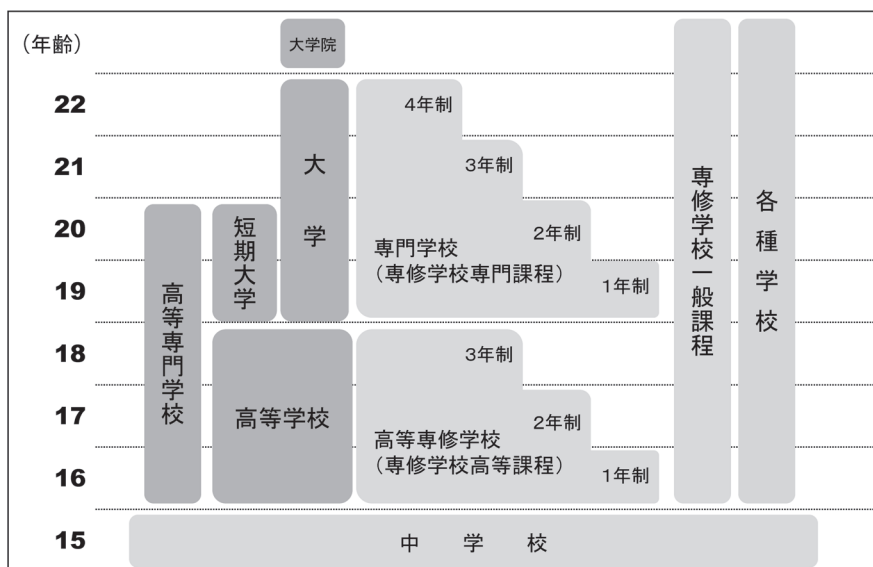 （年齢）
大学院
22
4年制
21
大学
3年制
専修学校一般課程
各種学校
20
短期大学
専門学校
（専修学校専門課程）
2年制
19
高等専門学校
1年制
18
3年制
17
高等学校
高等専修学校
（専修学校高等課程）
2年制
16
1年制
15
中学校